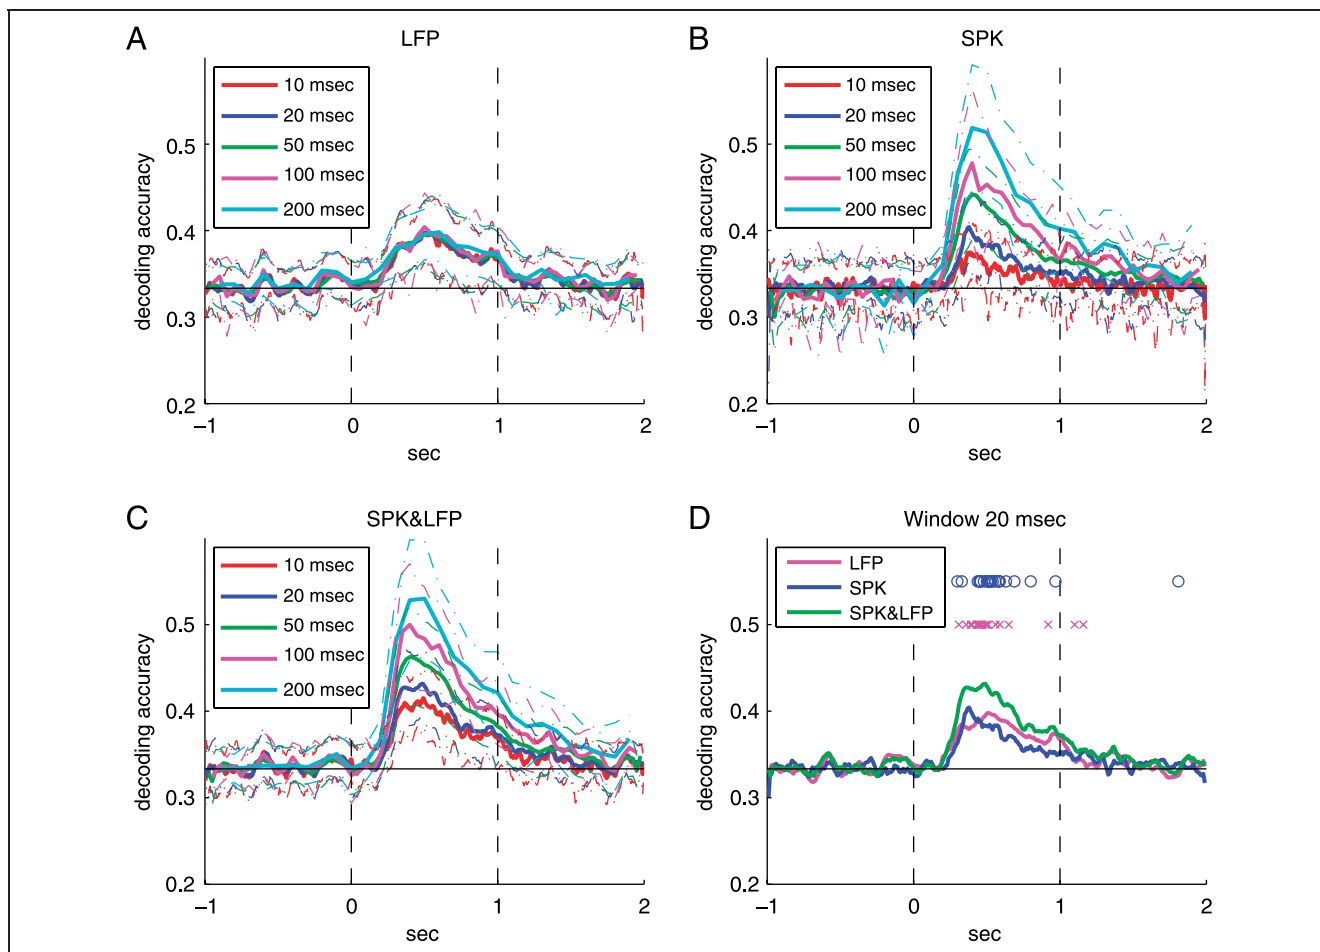 A
LFP
10 msec
20 msec
50 msec
100 msec
200 msec
decoding accuracy
0.5
0.4
0.3
0.2
−1
0
1
2
sec
B
SPK
10 msec
20 msec
50 msec
100 msec
200 msec
decoding accuracy
0.5
0.4
0.3
0.2
−1
0
1
2
sec
C
SPK&LFP
10 msec
20 msec
50 msec
100 msec
200 msec
decoding accuracy
0.5
0.4
0.3
0.2
−1
0
1
2
sec
D
Window 20 msec
LFP
SPK
SPK&LFP
decoding accuracy
0.5
0.4
0.3
0.2
−1
0
1
2
sec